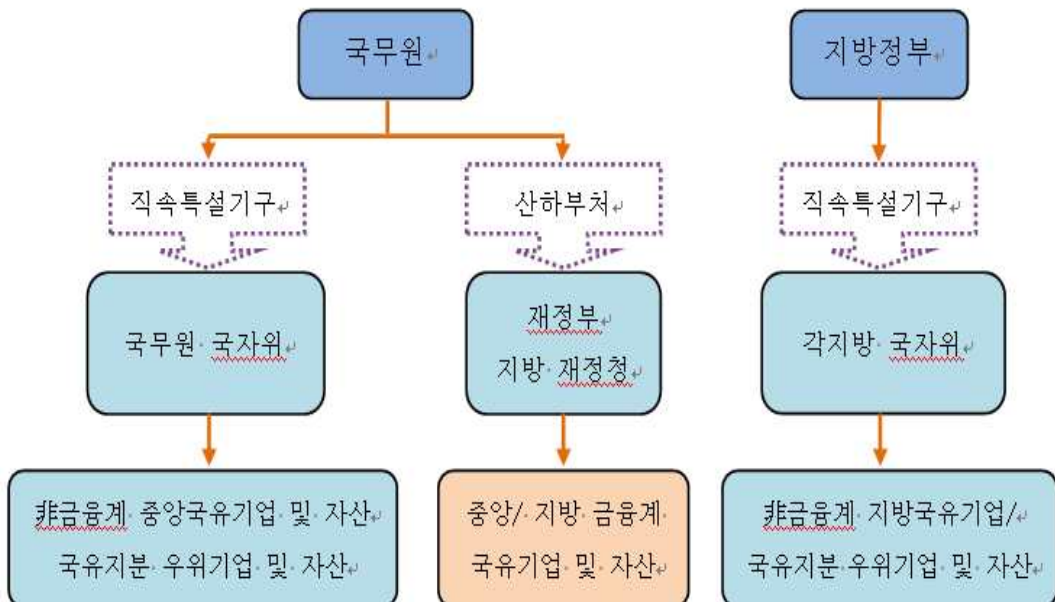 국무원
지방정부
직속특설기구
산하부처
직속특설기구
국무원 국자위
재정부
지방 재정청
각지방 국자위
非금융계 중앙국유기업 및 자산
국유지분 우위기업 및 자산
중앙/ 지방 금융계
국유기업 및 자산
非금융계 지방국유기업/
국유지분 우위기업 및 자산